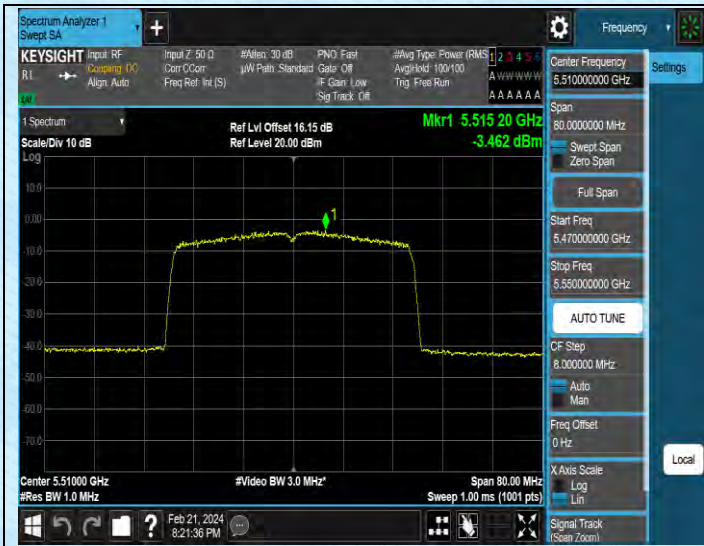 Spectrum Analyzer 1
Swept SA
+
Frequency
KEYSIGHT
RL
Input: RF
Coupling: DC
Align: Auto
Input Z: 50 Ω
Corr CCorr
Freq Ref: Int (S)
#Atten: 30 dB
µW Path: Standard
PNO: Fast
Gate: Off
IF Gain: Low
Sig Track: Off
#Avg Type: Power (RMS
Avg|Hold: 100/100
Trig: Free Run
1 2 3 4 5 6
A W W W W W
A A A A A A
1 Spectrum
Scale/Div 10 dB
Log
Ref Lvl Offset 16.15 dB
Ref Level 20.00 dBm
Mkr1 5.515 20 GHz
-3.462 dBm
1
10.0
0.00
-10.0
-20.0
-30.0
-40.0
-50.0
-60.0
-70.0
Center 5.51000 GHz
#Res BW 1.0 MHz
#Video BW 3.0 MHz*
Span 80.00 MHz
Sweep 1.00 ms (1001 pts)
Center Frequency
5.510000000 GHz
Settings
Span
80.0000000 MHz
Swept Span
Zero Span
Full Span
Start Freq
5.470000000 GHz
Stop Freq
5.550000000 GHz
AUTO TUNE
CF Step
8.000000 MHz
Auto
Man
Freq Offset
0 Hz
X Axis Scale
Log
Lin
Signal Track
(Span Zoom)
Local
?
Feb 21, 2024
8:21:36 PM